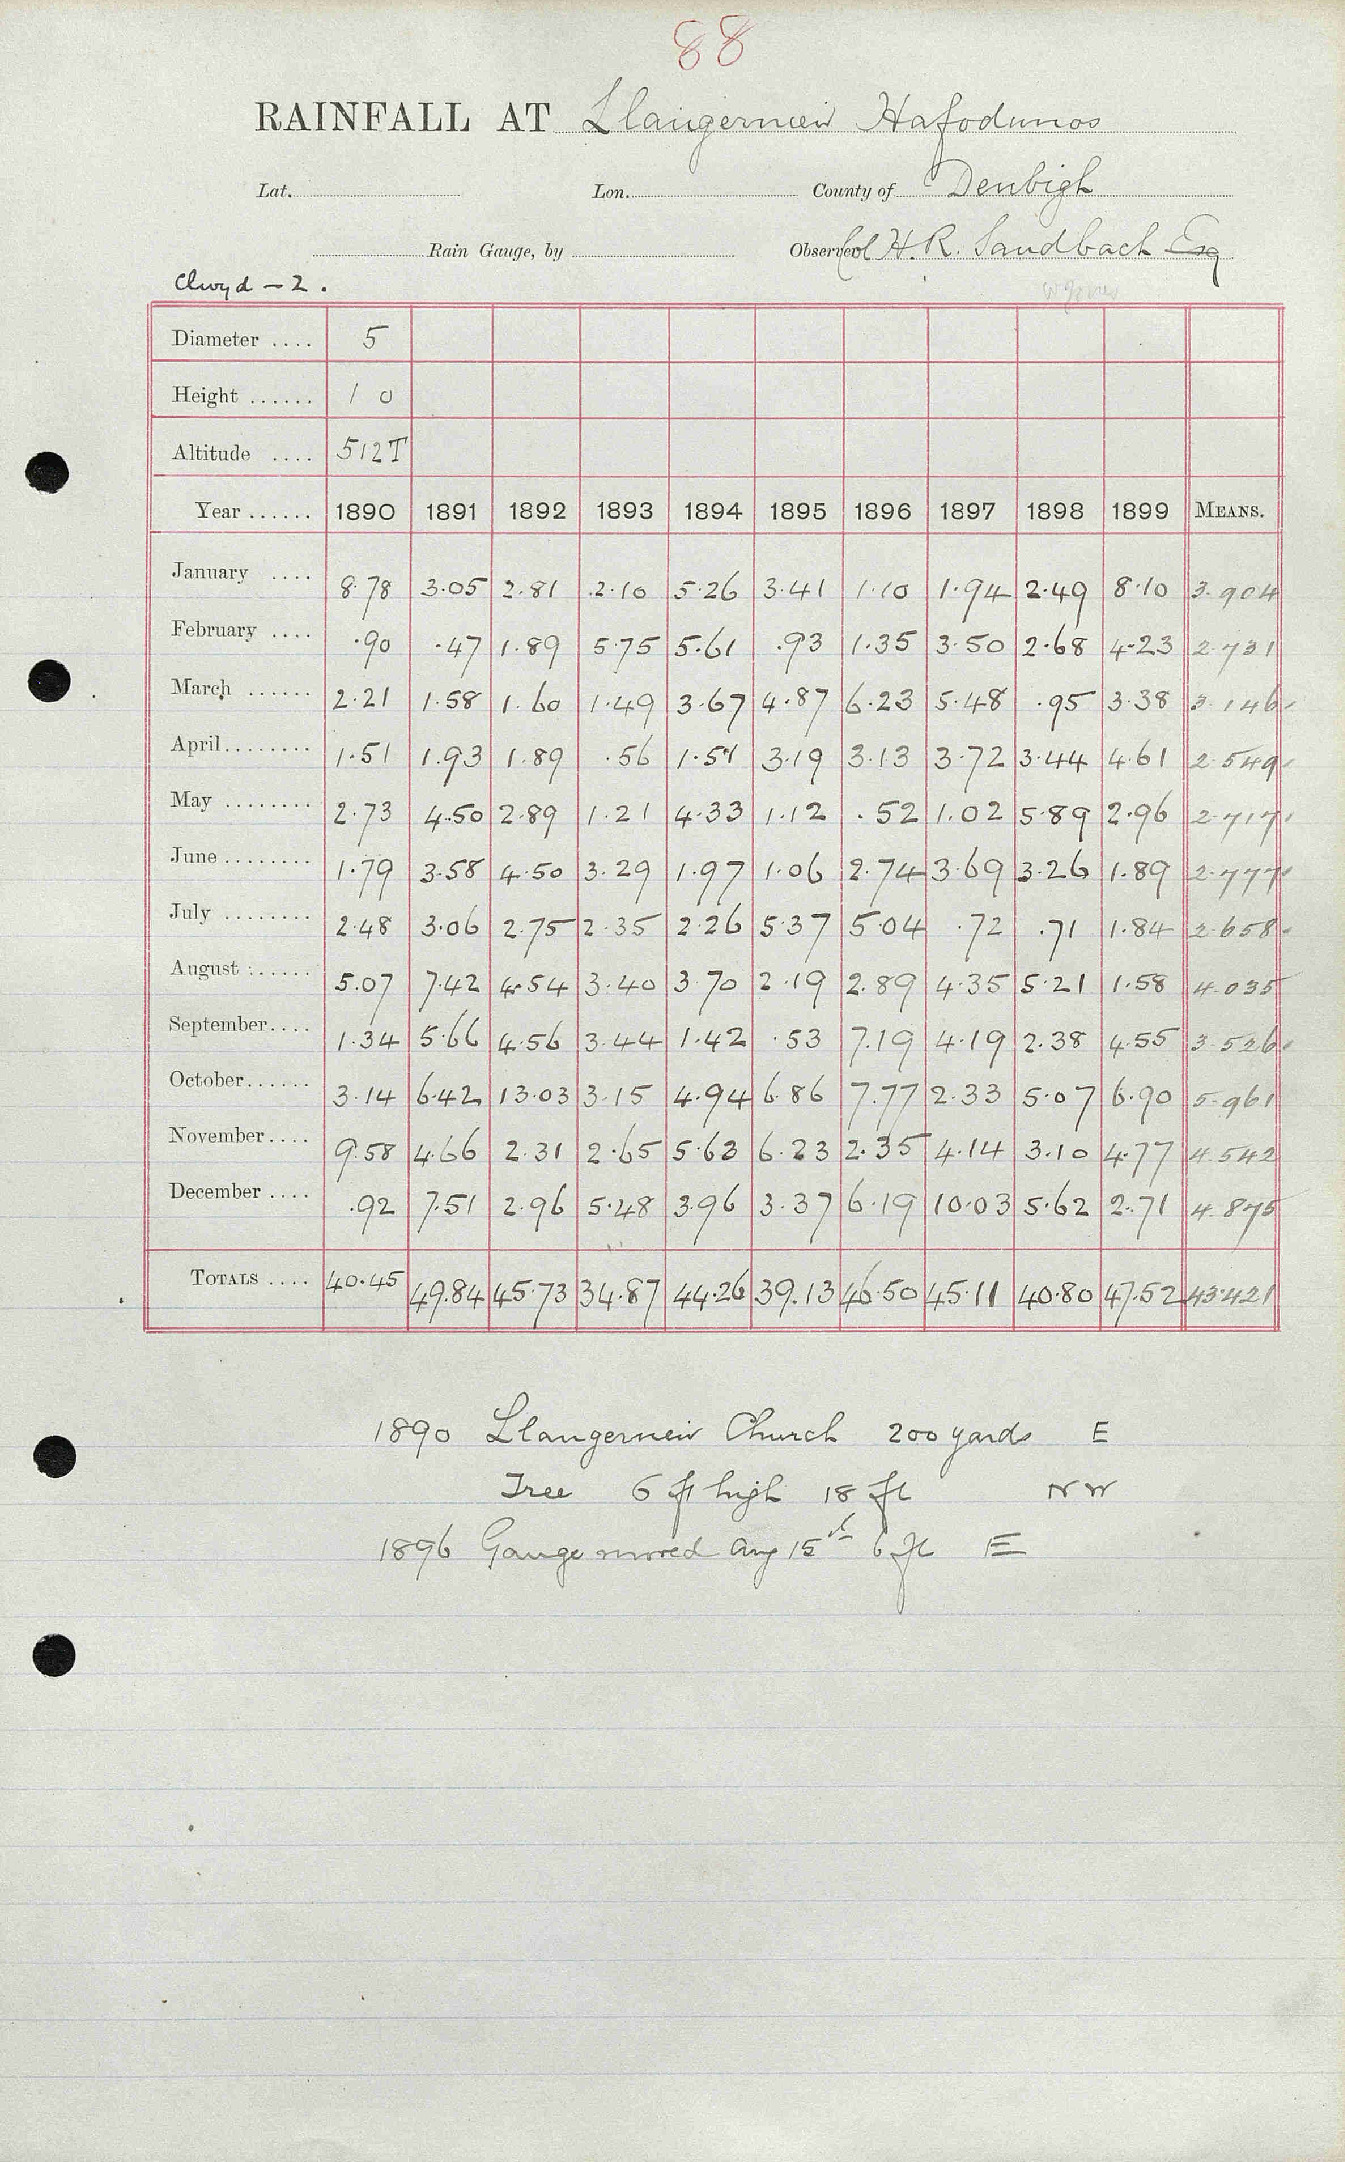 88
RAINFALL AT Llangerniew Hafodunos
Lat. Lon. County of Denbigh
Rain Gauge, by Observer Col H.R. Sandbach Esq
Clwyd - 2. W Jones
Diameter .... 5
Height ...... 1 0
Altitude .... 512T
Year ...... 1890 1891 1892 1893 1894 1895 1896 1897 1898 1899 MEANS.
January .... 8.78 3.05 2.81 2.10 5.26 3.41 1.10 1.94 2.49 8.10 3.904
February .... .90 .47 1.89 5.75 5.61 .93 1.35 3.50 2.68 4.23 2.731
March ...... 2.21 1.58 1.60 1.49 3.67 4.87 6.23 5.48 .95 3.38 3.146
April ........ 1.51 1.93 1.89 .56 1.51 3.19 3.13 3.72 3.44 4.61 2.549
May ........ 2.73 4.50 2.89 1.21 4.33 1.12 .52 1.02 5.89 2.96 2.717
June ........ 1.79 3.58 4.50 3.29 1.97 1.06 2.74 3.69 3.26 1.89 2.777
July ........ 2.48 3.06 2.75 2.35 2.26 5.37 5.04 .72 .71 1.84 2.658
August ...... 5.07 7.42 4.54 3.40 3.70 2.19 2.89 4.35 5.21 1.58 4.035
September .... 1.34 5.66 4.56 3.44 1.42 .53 7.19 4.19 2.38 4.55 3.526
October ...... 3.14 6.42 13.03 3.15 4.94 6.86 7.77 2.33 5.07 6.90 5.961
November .... 9.58 4.66 2.31 2.65 5.63 6.23 2.35 4.14 3.10 4.77 4.542
December .... .92 7.51 2.96 5.48 3.96 3.37 6.19 10.03 5.62 2.71 4.875
TOTALS .... 40.45 49.84 45.73 34.87 44.26 39.13 46.50 45.11 40.80 47.52 43.421
1890 Llangerniew Church 200 yards E
Tree 6 ft high 18 ft NW
1896 Gauge moved Aug 15th 6 ft E